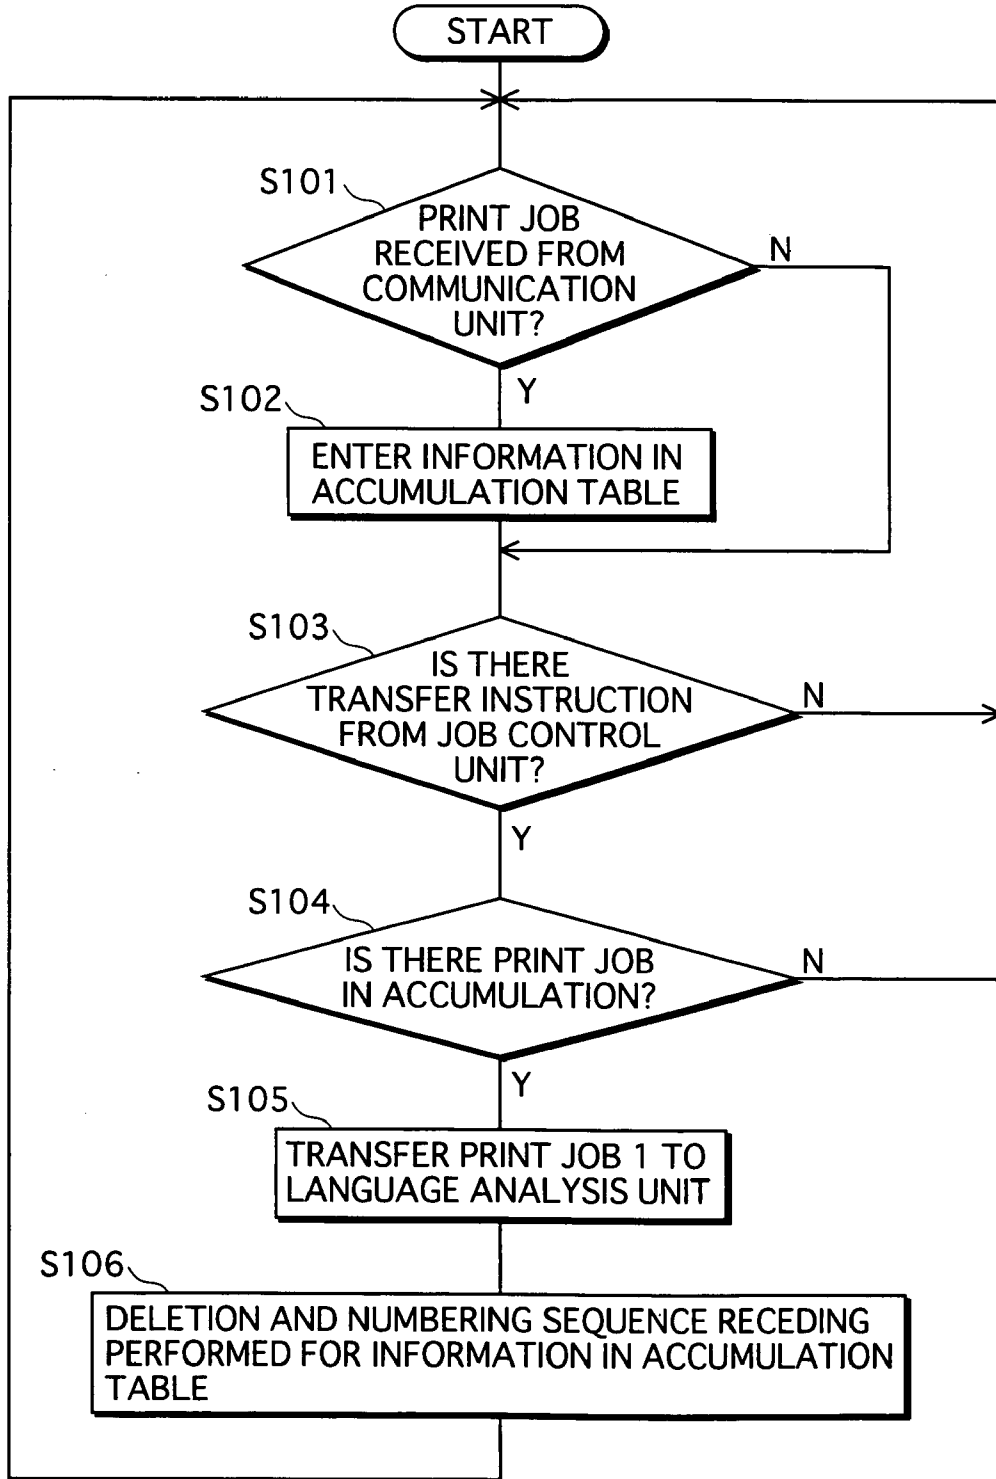 START
S101
PRINT JOB
RECEIVED FROM
COMMUNICATION
UNIT?
N
Y
S102
ENTER INFORMATION IN
ACCUMULATION TABLE
S103
IS THERE
TRANSFER INSTRUCTION
FROM JOB CONTROL
UNIT?
N
Y
S104
IS THERE PRINT JOB
IN ACCUMULATION?
N
Y
S105
TRANSFER PRINT JOB 1 TO
LANGUAGE ANALYSIS UNIT
S106
DELETION AND NUMBERING SEQUENCE RECEDING
PERFORMED FOR INFORMATION IN ACCUMULATION
TABLE